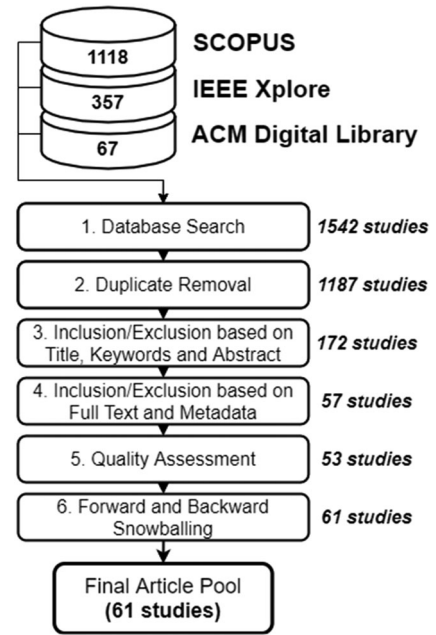 1118 SCOPUS
357 IEEE Xplore
67 ACM Digital Library
1. Database Search 1542 studies
2. Duplicate Removal 1187 studies
3. Inclusion/Exclusion based on
Title, Keywords and Abstract
172 studies
4. Inclusion/Exclusion based on
Full Text and Metadata
57 studies
5. Quality Assessment 53 studies
6. Forward and Backward
Snowballing
61 studies
Final Article Pool
(61 studies)